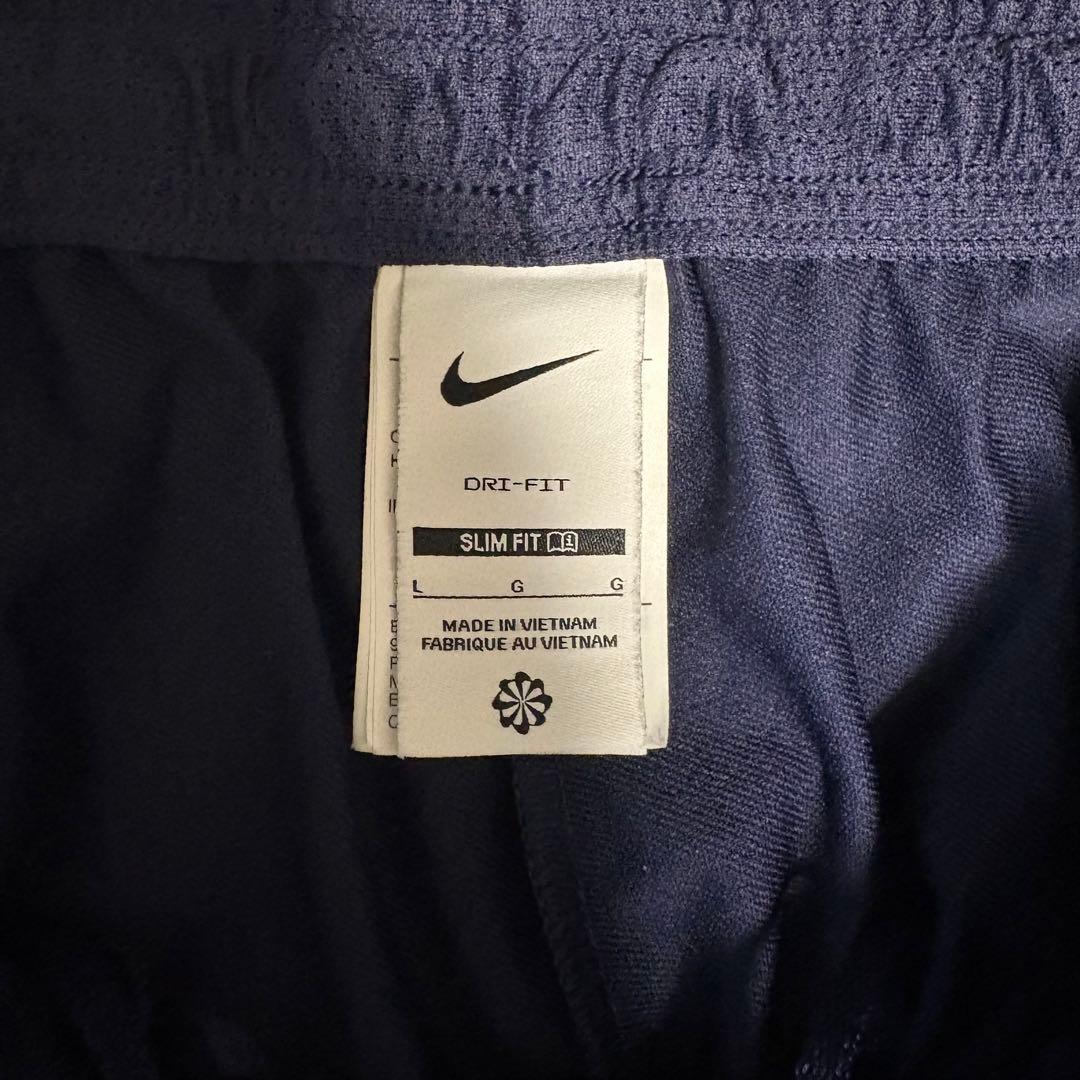 DRI-FIT
SLIM FIT
L G G
MADE IN VIETNAM
FABRIQUE AU VIETNAM